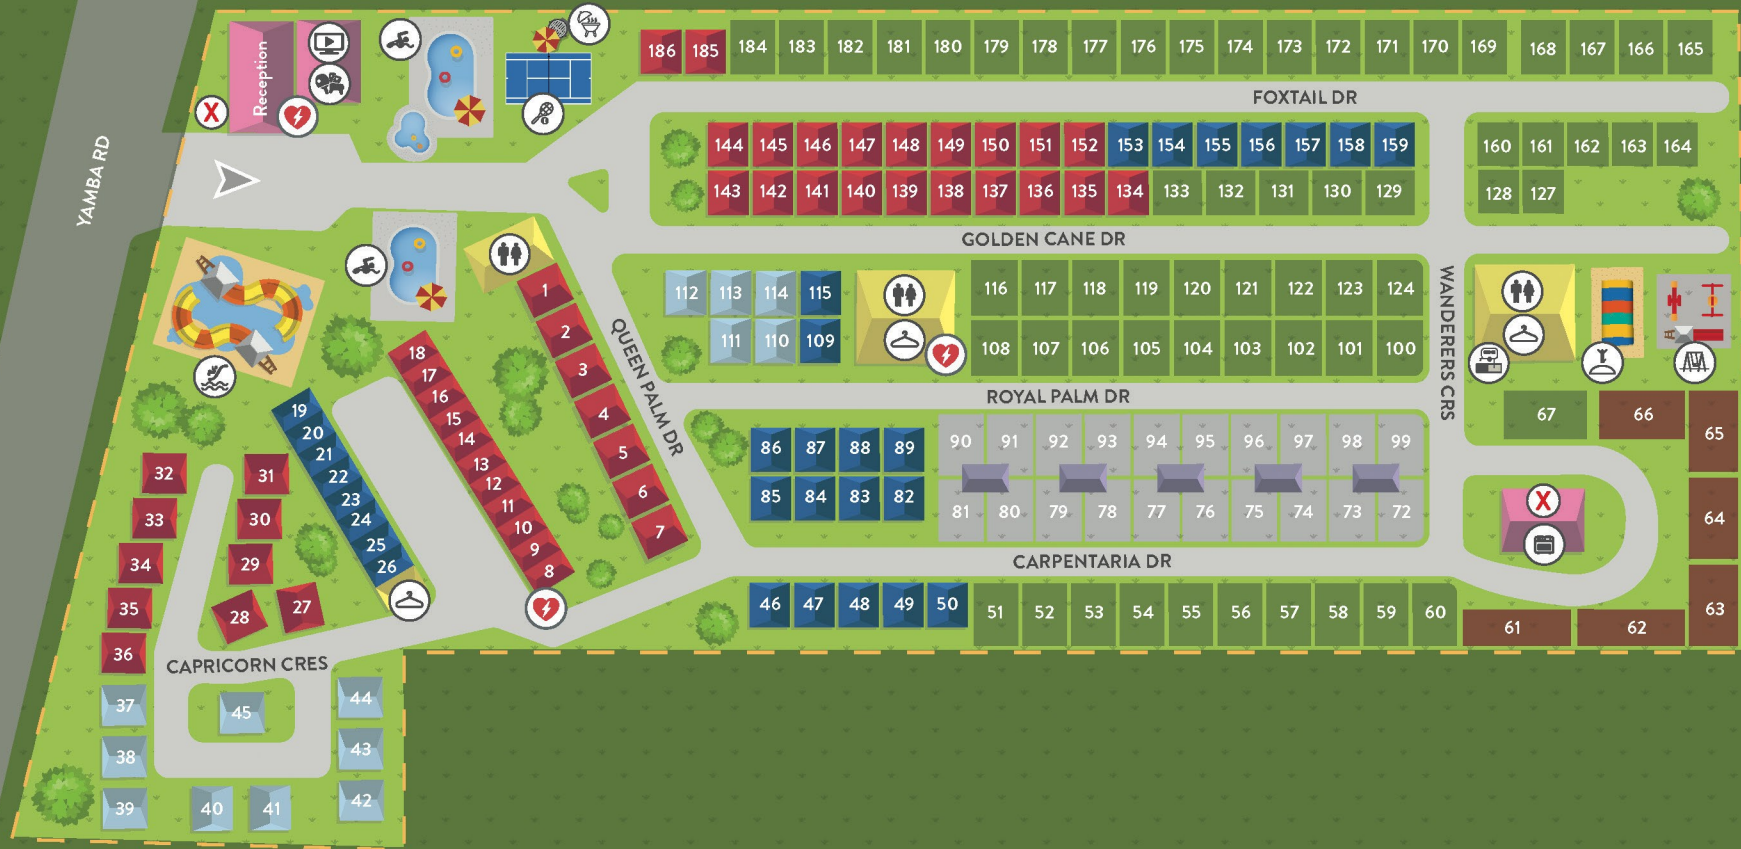 Reception
X
YAMBA RD
186 185 184 183 182 181 180 179 178 177 176 175 174 173 172 171 170 169 168 167 166 165
FOXTAIL DR
144 145 146 147 148 149 150 151 152 153 154 155 156 157 158 159 160 161 162 163 164
143 142 141 140 139 138 137 136 135 134 133 132 131 130 129 128 127
GOLDEN CANE DR
112 113 114 115 116 117 118 119 120 121 122 123 124
111 110 109 108 107 106 105 104 103 102 101 100
WANDERERS CRS
QUEEN PALM DR
ROYAL PALM DR
1
2
3
4
5
6
7
18
17
16
15
14
13
12
11
10
9
8
19
20
21
22
23
24
25
26
86 87 88 89 90 91 92 93 94 95 96 97 98 99
85 84 83 82 81 80 79 78 77 76 75 74 73 72
67 66 65
X
64
63
CARPENTARIA DR
46 47 48 49 50 51 52 53 54 55 56 57 58 59 60 61 62
32 31
33 30
34 29
35 28 27
36
CAPRICORN CRES
37 45 44
38 43
39 40 41 42